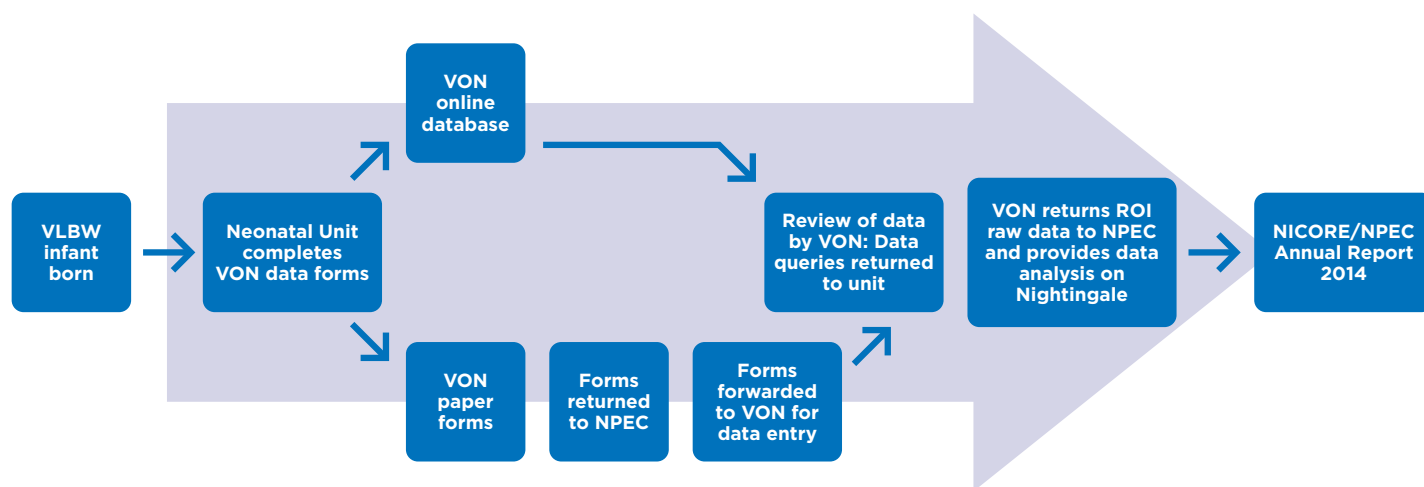 VLBW
infant
born
Neonatal Unit
completes
VON data forms
VON
online
database
VON
paper
forms
Forms
returned
to NPEC
Forms
forwarded
to VON for
data entry
Review of data
by VON: Data
queries returned
to unit
VON returns ROI
raw data to NPEC
and provides data
analysis on
Nightingale
NICORE/NPEC
Annual Report
2014